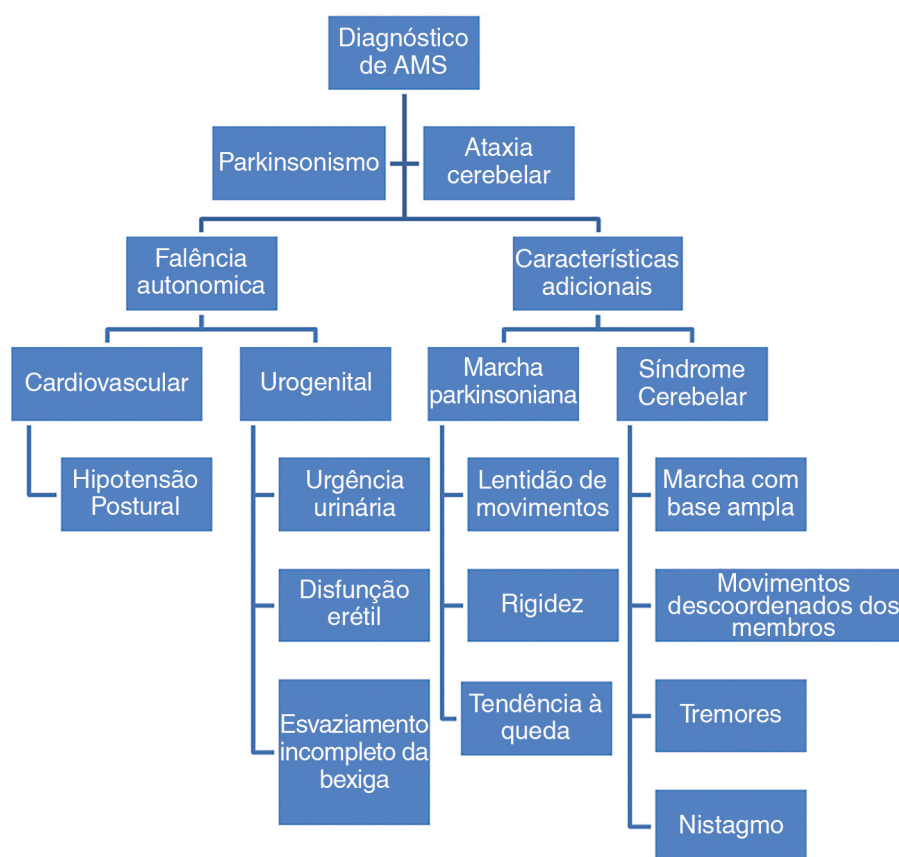 Diagnóstico
de AMS
Parkinsonismo
Ataxia
cerebelar
Falência
autonomica
Características
adicionais
Cardiovascular
Urogenital
Marcha
parkinsoniana
Síndrome
Cerebelar
Hipotensão
Postural
Urgência
urinária
Lentidão de
movimentos
Marcha com
base ampla
Disfunção
erétil
Rigidez
Movimentos
descoordenados dos
membros
Esvaziamento
incompleto da
bexiga
Tendência à
queda
Tremores
Nistagmo